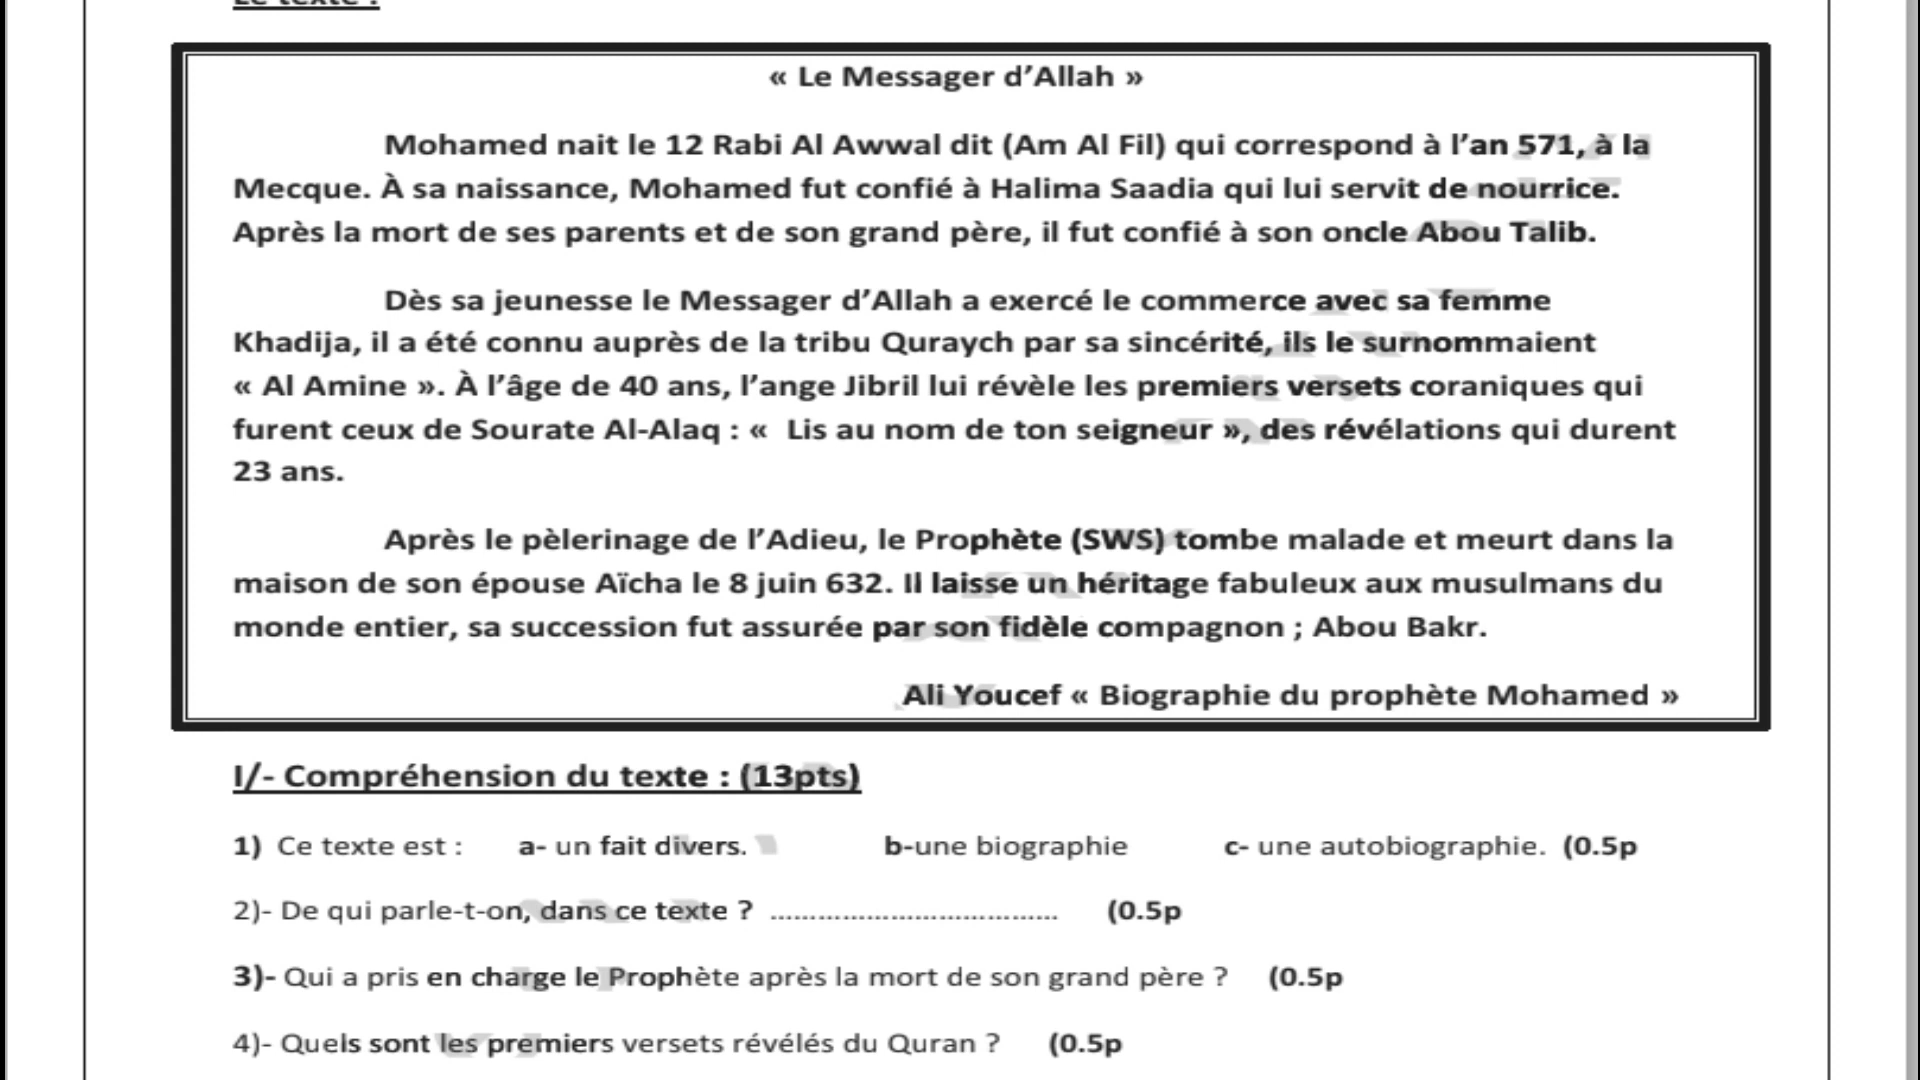 Le texte :
« Le Messager d’Allah »
Mohamed nait le 12 Rabi Al Awwal dit (Am Al Fil) qui correspond à l’an 571, à la
Mecque. À sa naissance, Mohamed fut confié à Halima Saadia qui lui servit de nourrice.
Après la mort de ses parents et de son grand père, il fut confié à son oncle Abou Talib.
Dès sa jeunesse le Messager d’Allah a exercé le commerce avec sa femme
Khadija, il a été connu auprès de la tribu Quraych par sa sincérité, ils le surnommaient
« Al Amine ». À l’âge de 40 ans, l’ange Jibril lui révèle les premiers versets coraniques qui
furent ceux de Sourate Al-Alaq : «  Lis au nom de ton seigneur », des révélations qui durent
23 ans.
Après le pèlerinage de l’Adieu, le Prophète (SWS) tombe malade et meurt dans la
maison de son épouse Aïcha le 8 juin 632. Il laisse un héritage fabuleux aux musulmans du
monde entier, sa succession fut assurée par son fidèle compagnon ; Abou Bakr.
Ali Youcef « Biographie du prophète Mohamed »
I/- Compréhension du texte : (13pts)
1) Ce texte est : a- un fait divers. b-une biographie c- une autobiographie. (0.5p
2)- De qui parle-t-on, dans ce texte ? .................................... (0.5p
3)- Qui a pris en charge le Prophète après la mort de son grand père ? (0.5p
4)- Quels sont les premiers versets révélés du Quran ? (0.5p